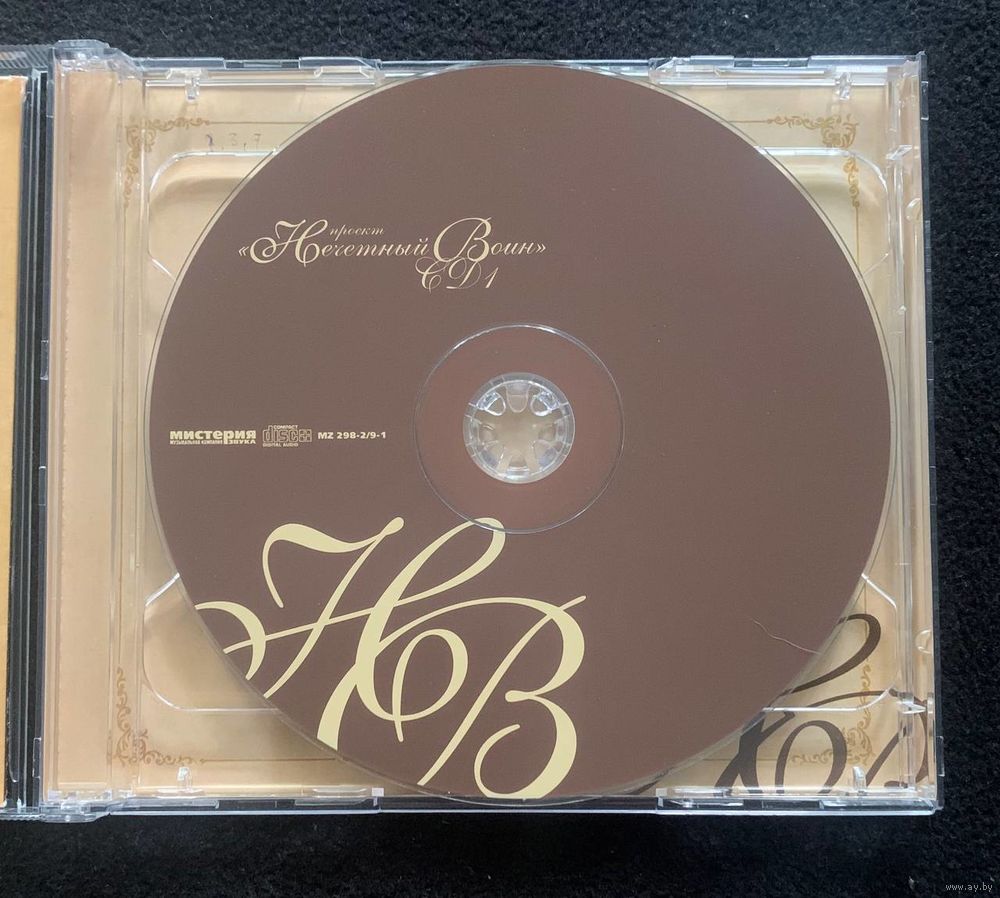 проект
«Нечетный Воин»
CD1
мистерия
ЗВУКА
МУЗЫКАЛЬНАЯ КОМПАНИЯ
COMPACT
disc
DIGITAL AUDIO
MZ 298-2/9-1
НВ
НВ
www.ay.by